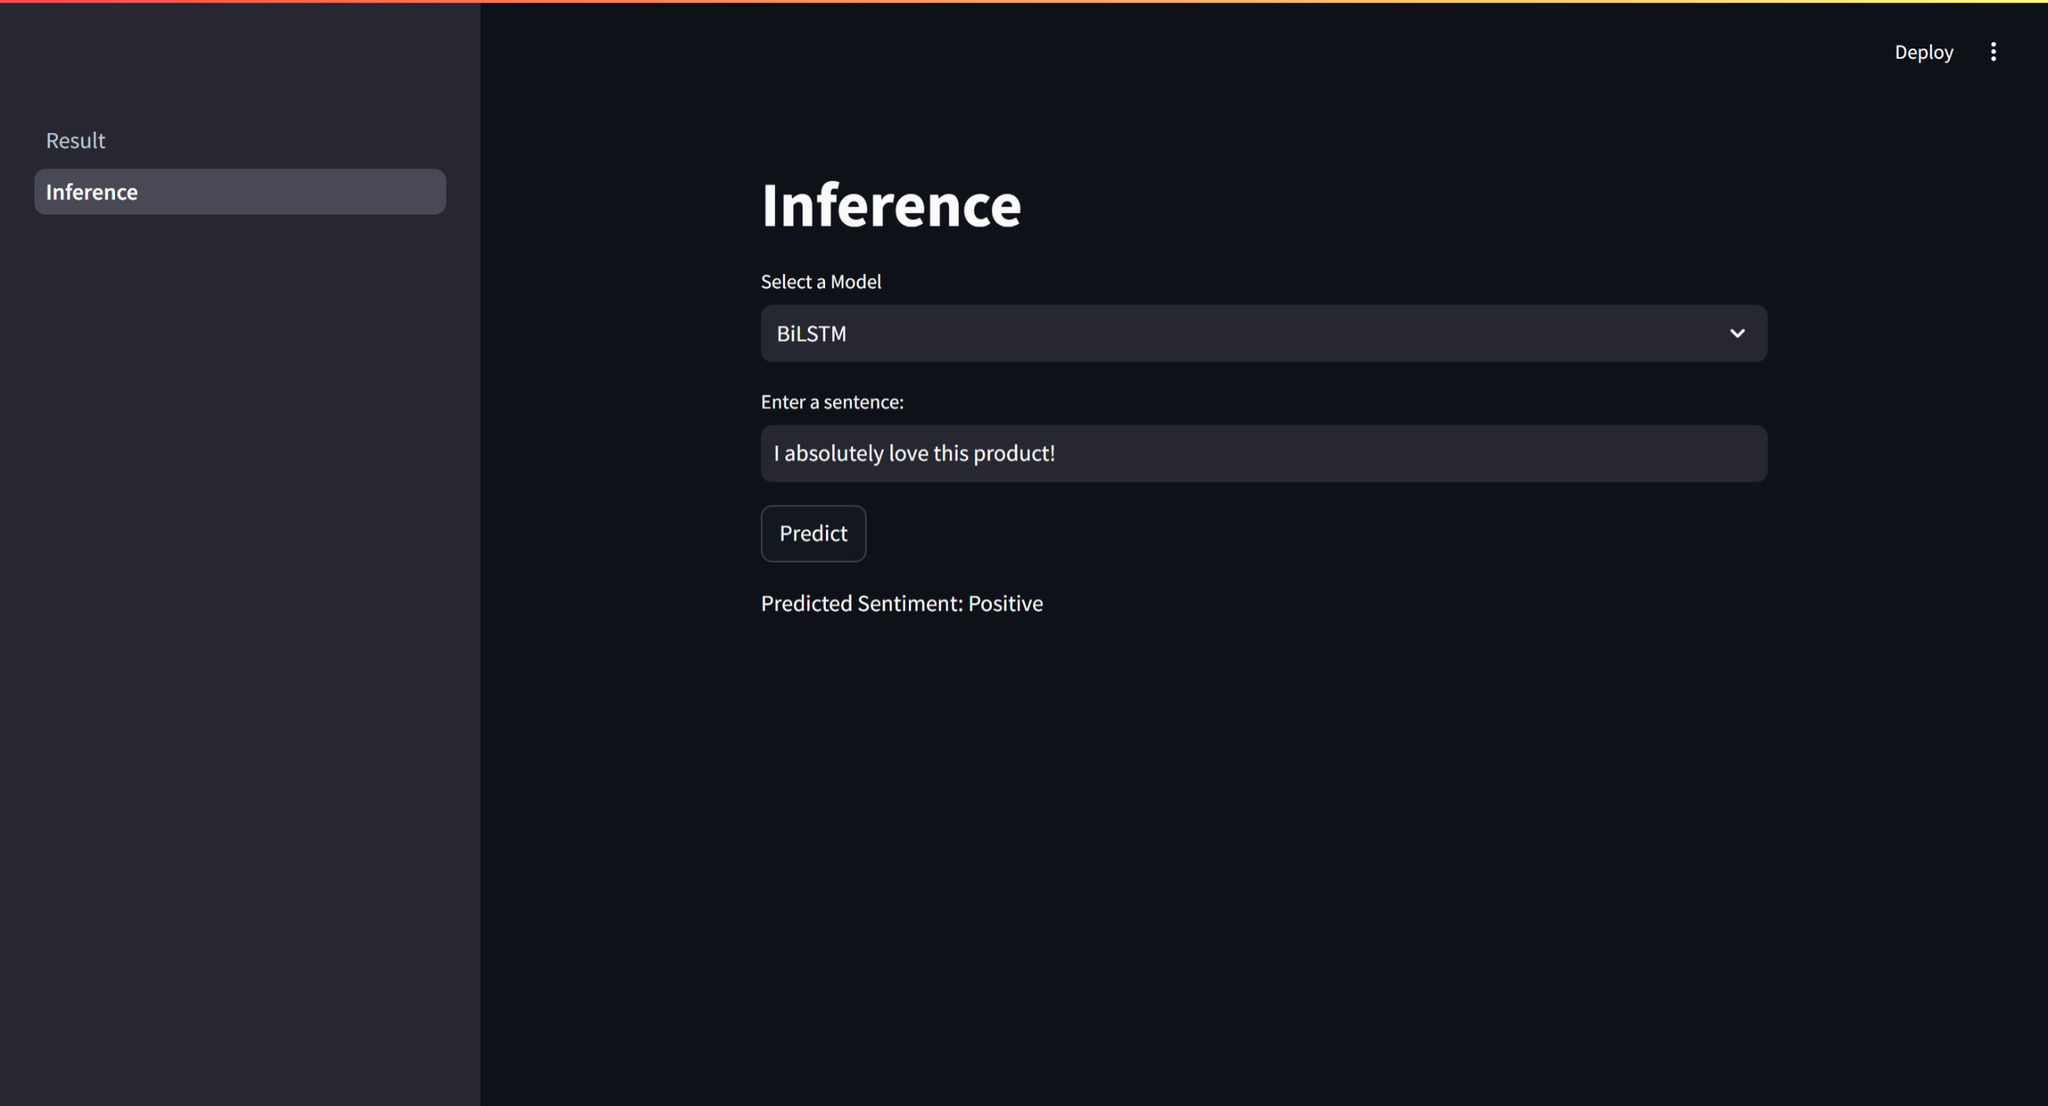 Deploy
Result
Inference
Inference
Select a Model
BiLSTM
Enter a sentence:
I absolutely love this product!
Predict
Predicted Sentiment: Positive